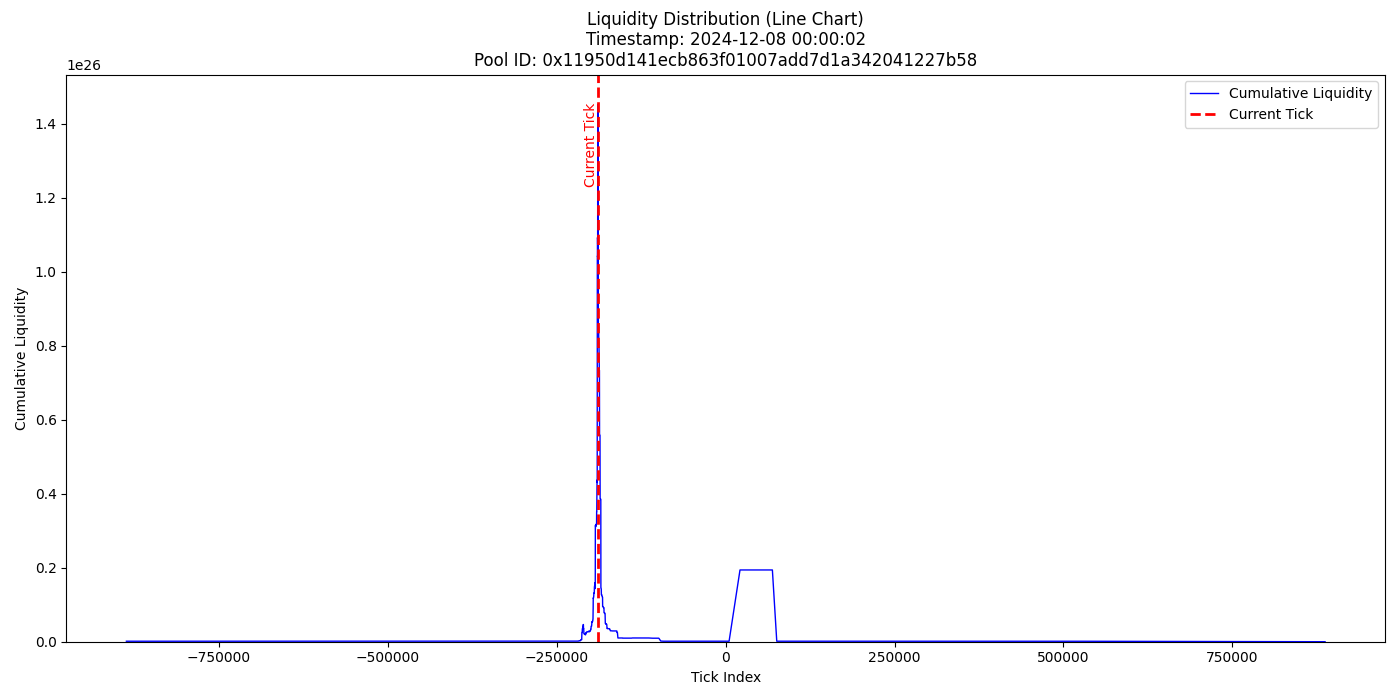 Liquidity Distribution (Line Chart)
Timestamp: 2024-12-08 00:00:02
Pool ID: 0x11950d141ecb863f01007add7d1a342041227b58
1e26
Cumulative Liquidity
Current Tick
Current Tick
1.4
1.2
1.0
0.8
0.6
0.4
0.2
0.0
Cumulative Liquidity
−750000
−500000
−250000
0
250000
500000
750000
Tick Index